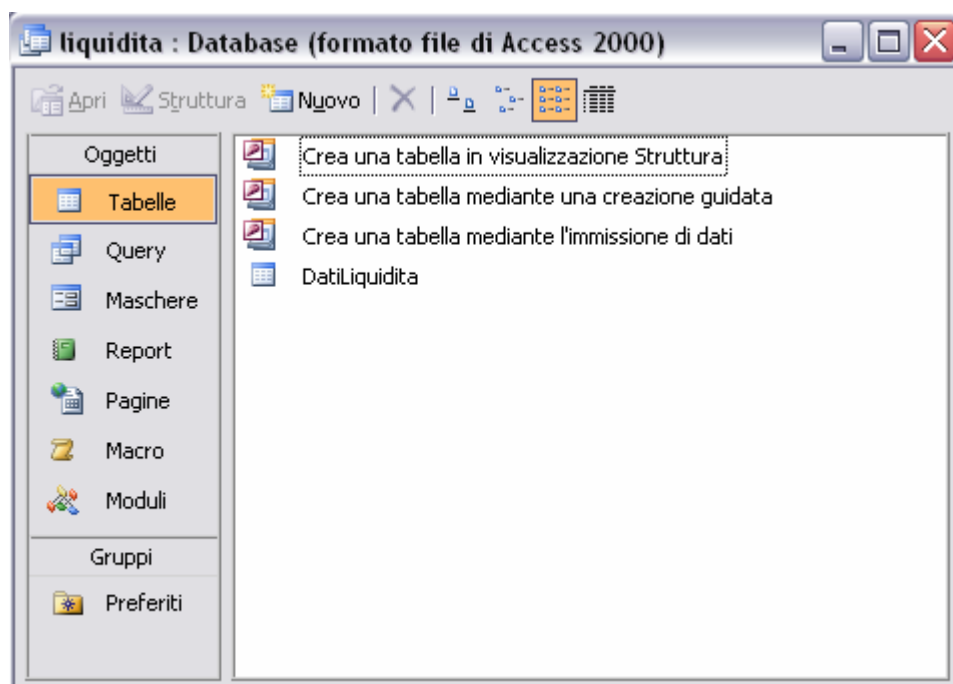 liquidita : Database (formato file di Access 2000)
Apri Struttura Nuovo
Oggetti
Tabelle
Query
Maschere
Report
Pagine
Macro
Moduli
Gruppi
Preferiti
Crea una tabella in visualizzazione Struttura
Crea una tabella mediante una creazione guidata
Crea una tabella mediante l'immissione di dati
DatiLiquidita